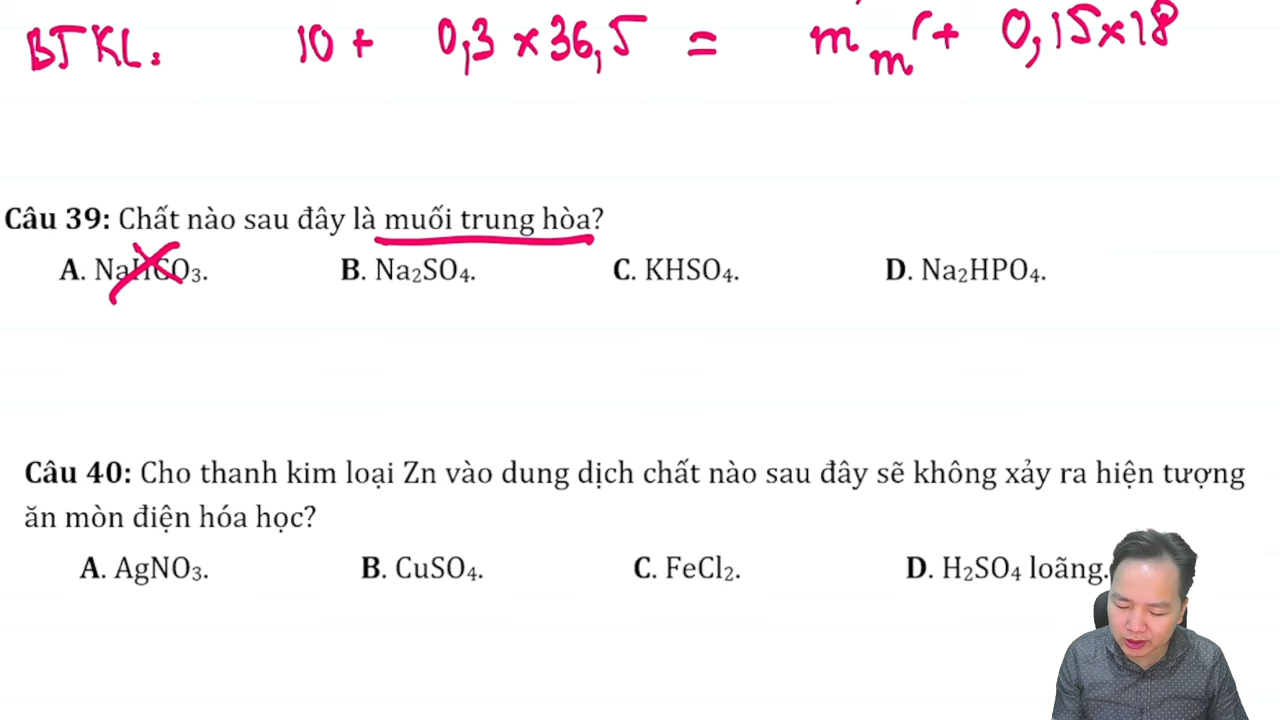 BTKL: 10 + 0,3 × 36,5 = m m + 0,15×18
Câu 39: Chất nào sau đây là muối trung hòa?
A. NaHCO₃. B. Na₂SO₄. C. KHSO₄. D. Na₂HPO₄.
Câu 40: Cho thanh kim loại Zn vào dung dịch chất nào sau đây sẽ không xảy ra hiện tượng
ăn mòn điện hóa học?
A. AgNO₃. B. CuSO₄. C. FeCl₂. D. H₂SO₄ loãng.